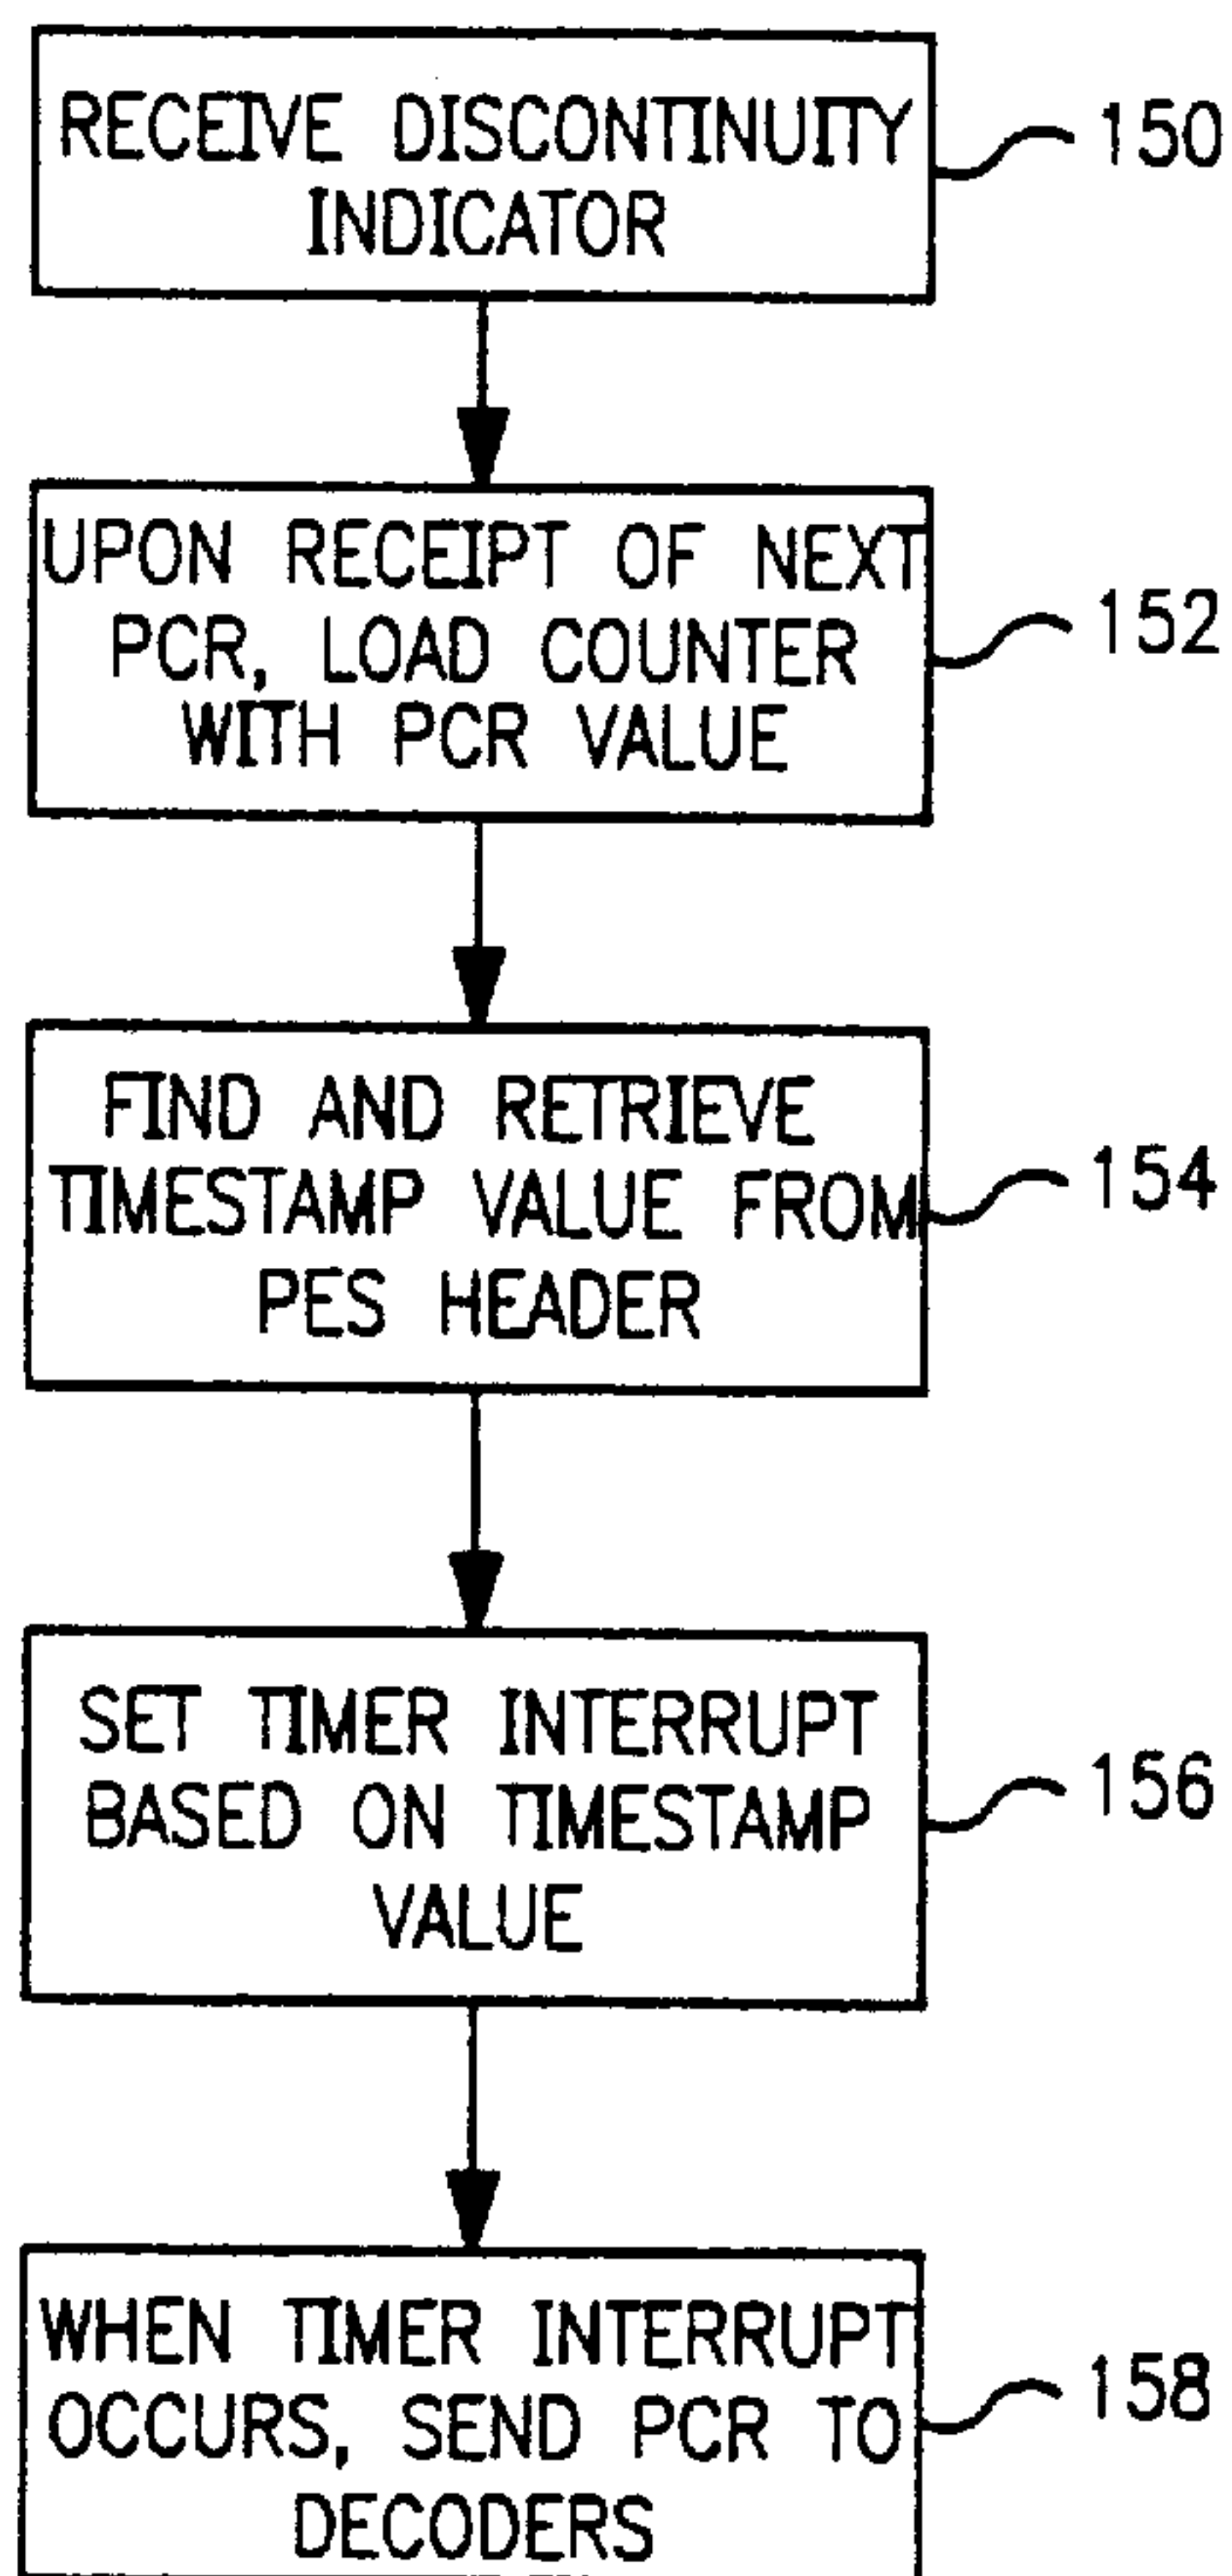 RECEIVE DISCONTINUITY
INDICATOR
150
UPON RECEIPT OF NEXT
PCR, LOAD COUNTER
WITH PCR VALUE
152
FIND AND RETRIEVE
TIMESTAMP VALUE FROM
PES HEADER
154
SET TIMER INTERRUPT
BASED ON TIMESTAMP
VALUE
156
WHEN TIMER INTERRUPT
OCCURS, SEND PCR TO
DECODERS
158